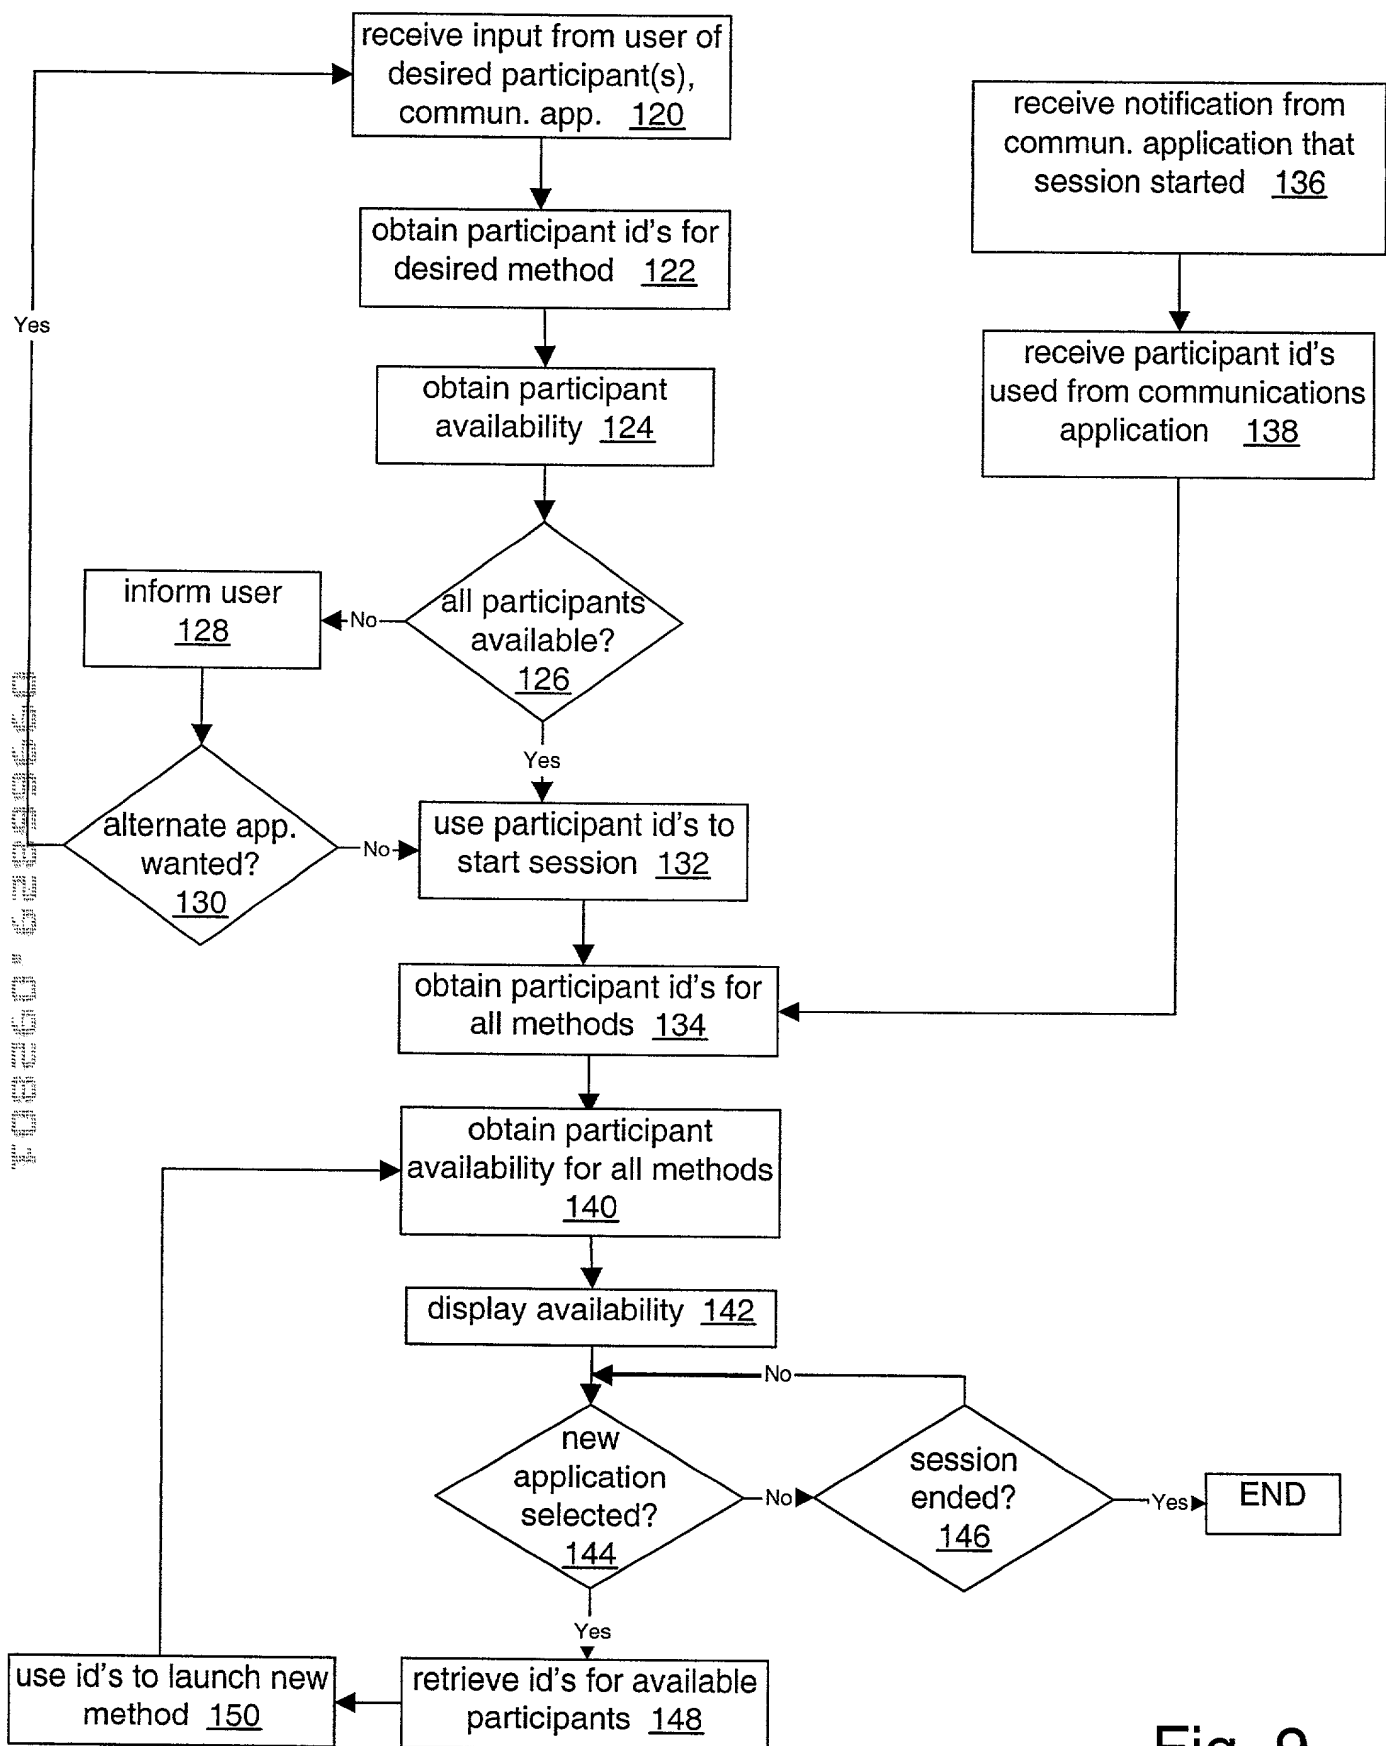 receive input from user of
desired participant(s),
commun. app. 120
obtain participant id's for
desired method 122
obtain participant
availability 124
all participants
available?
126
No
inform user
128
alternate app.
wanted?
130
Yes
No
Yes
use participant id's to
start session 132
receive notification from
commun. application that
session started 136
receive participant id's
used from communications
application 138
obtain participant id's for
all methods 134
obtain participant
availability for all methods
140
display availability 142
new
application
selected?
144
No
session
ended?
146
No
Yes
END
Yes
retrieve id's for available
participants 148
use id's to launch new
method 150
Fig. 9